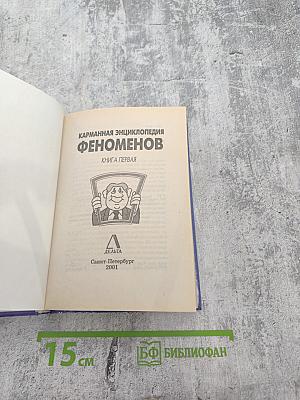 КАРМАННАЯ ЭНЦИКЛОПЕДИЯ
ФЕНОМЕНОВ
КНИГА ПЕРВАЯ
ДЕЛЬТА
Санкт-Петербург
2001
15 СМ
БФ БИБЛИОФАН